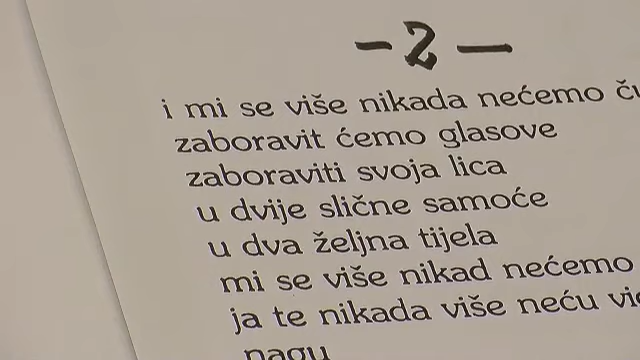 - 2 -
i mi se više nikada nećemo
zaboravit ćemo glasove
zaboraviti svoja lica
u dvije slične samoće
u dva željna tijela
mi se više nikad nećemo
ja te nikada više neću
nagu